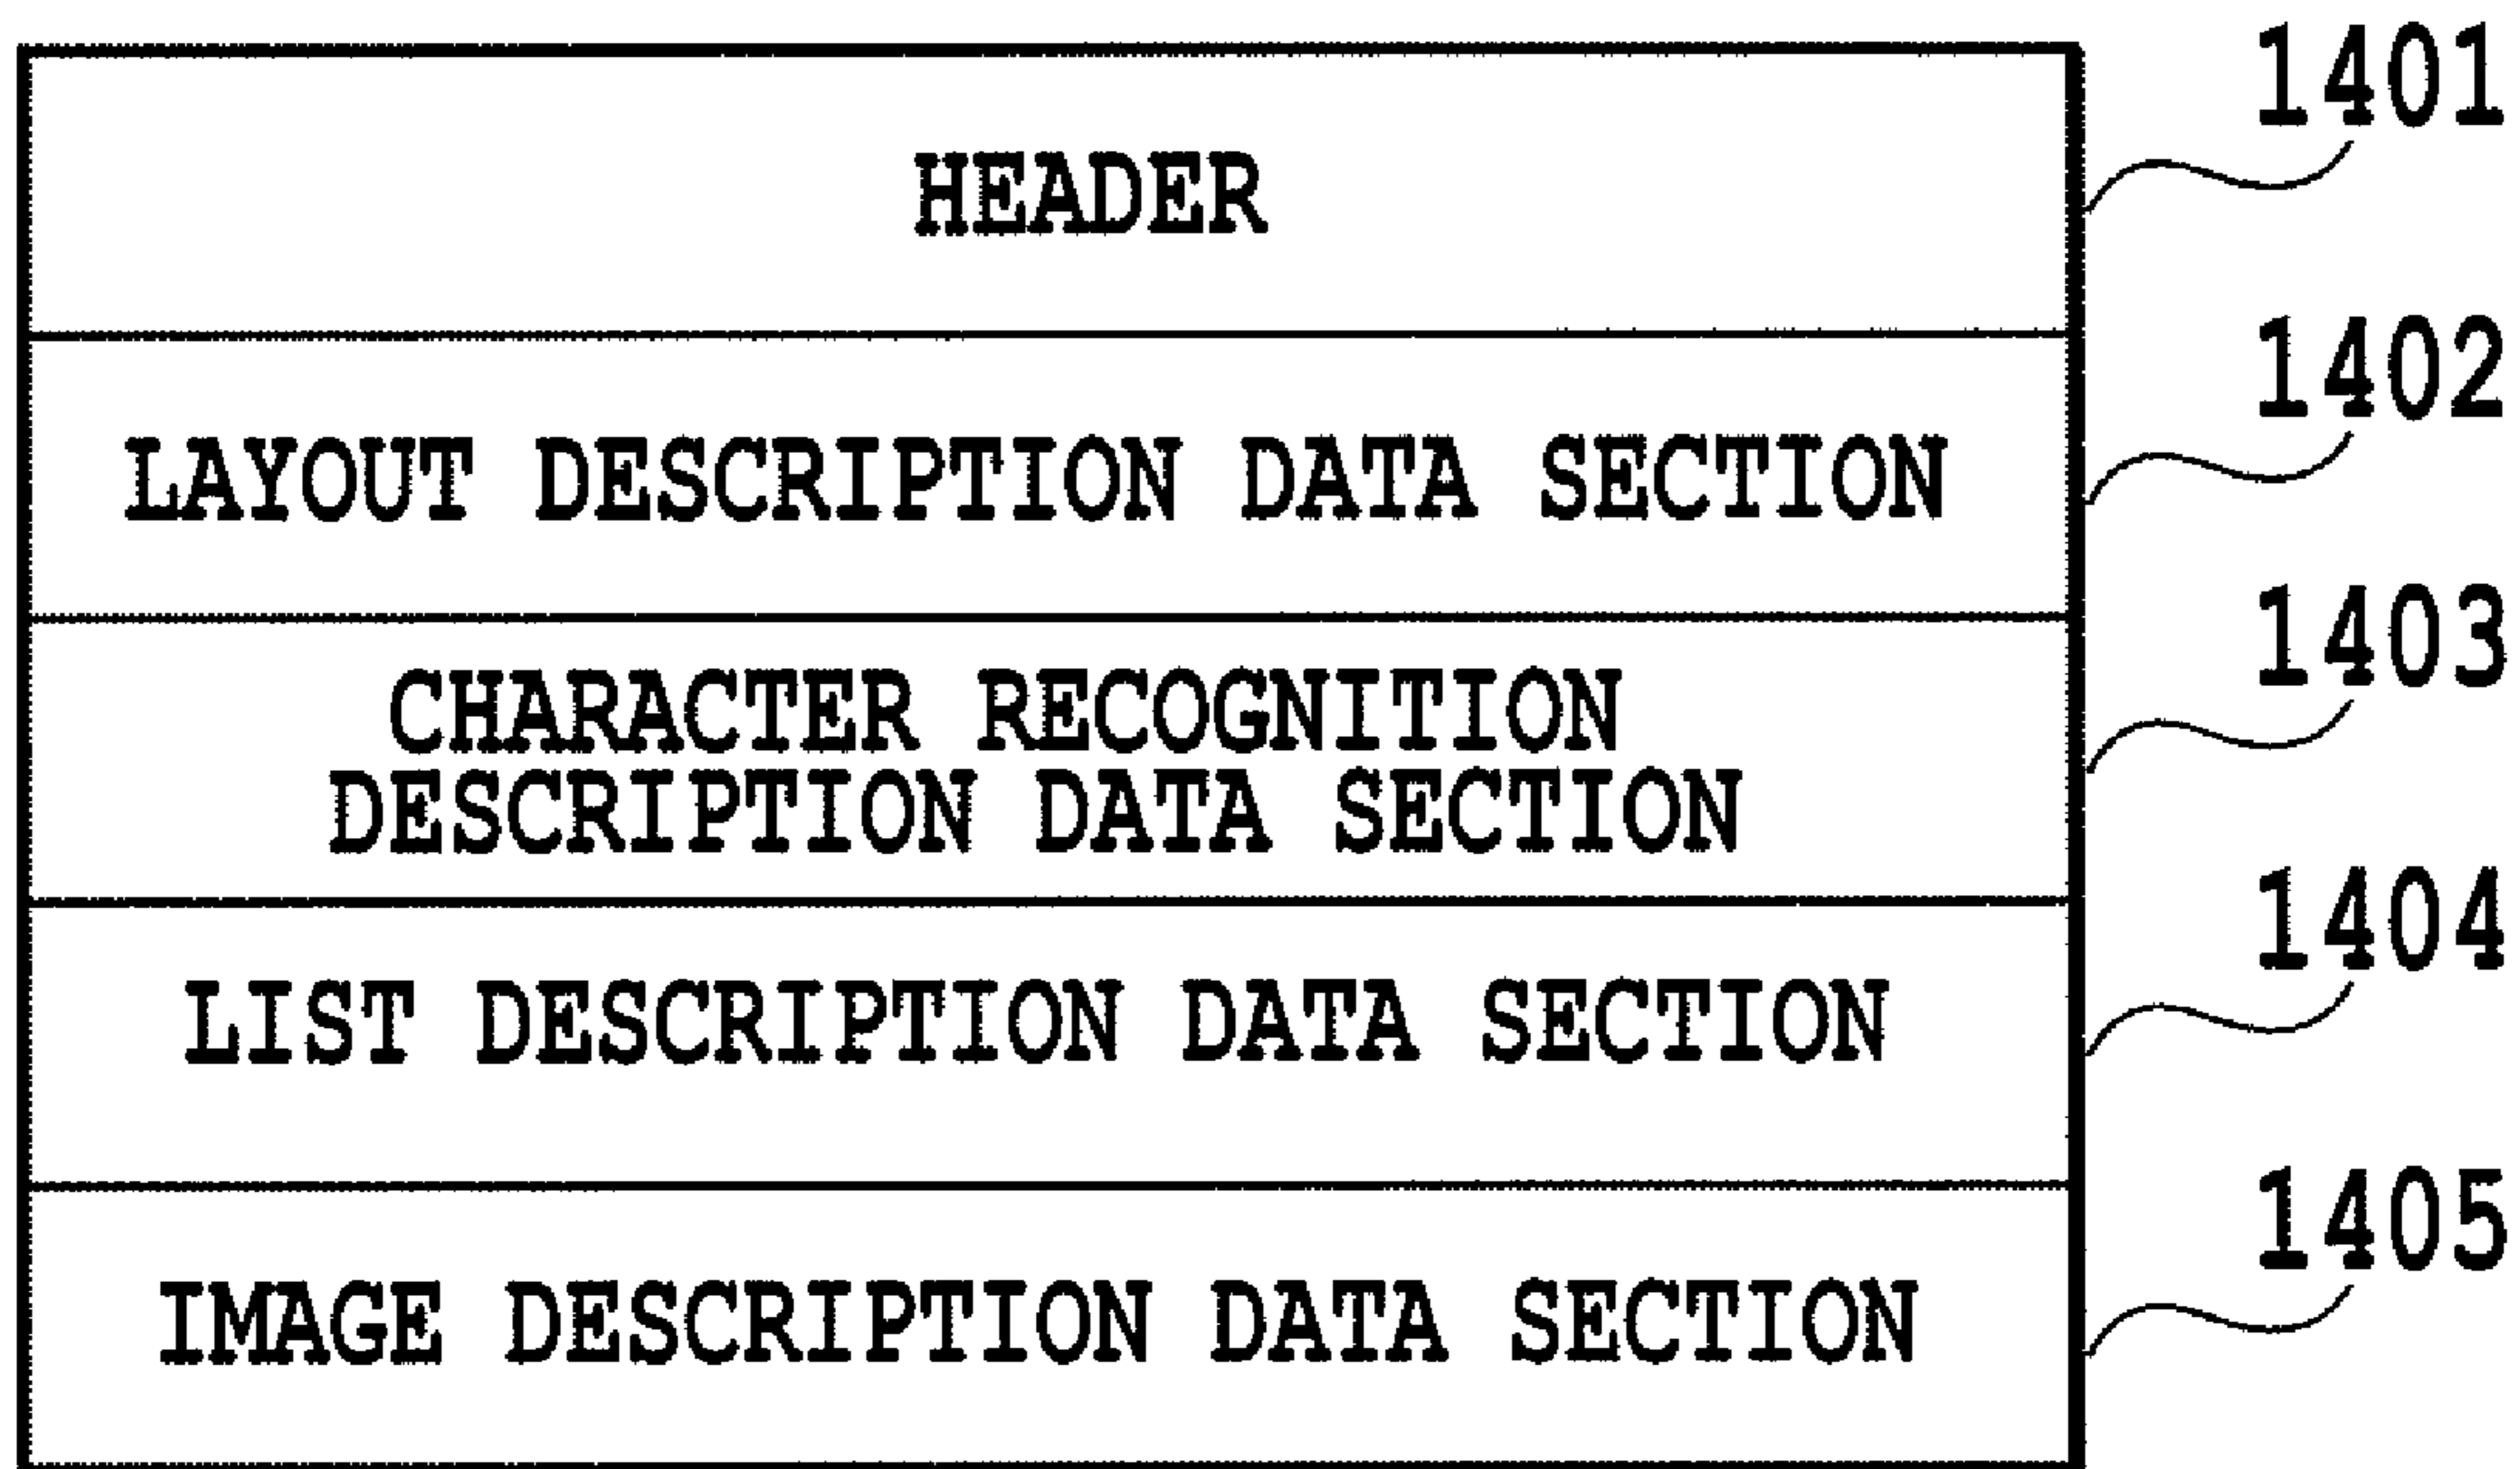 1401
HEADER
1402
LAYOUT DESCRIPTION DATA SECTION
1403
CHARACTER RECOGNITION
DESCRIPTION DATA SECTION
1404
LIST DESCRIPTION DATA SECTION
1405
IMAGE DESCRIPTION DATA SECTION